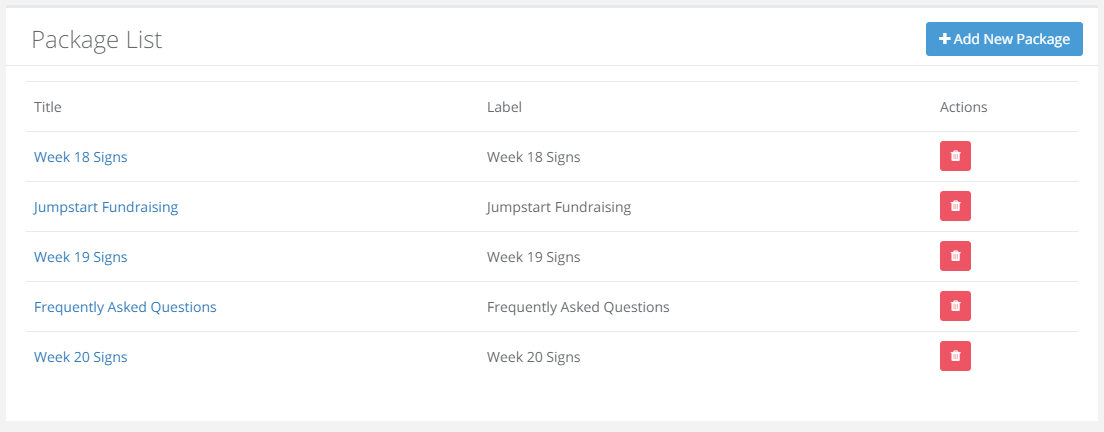 Package List
Add New Package
Title Label Actions
Week 18 Signs Week 18 Signs
Jumpstart Fundraising Jumpstart Fundraising
Week 19 Signs Week 19 Signs
Frequently Asked Questions Frequently Asked Questions
Week 20 Signs Week 20 Signs